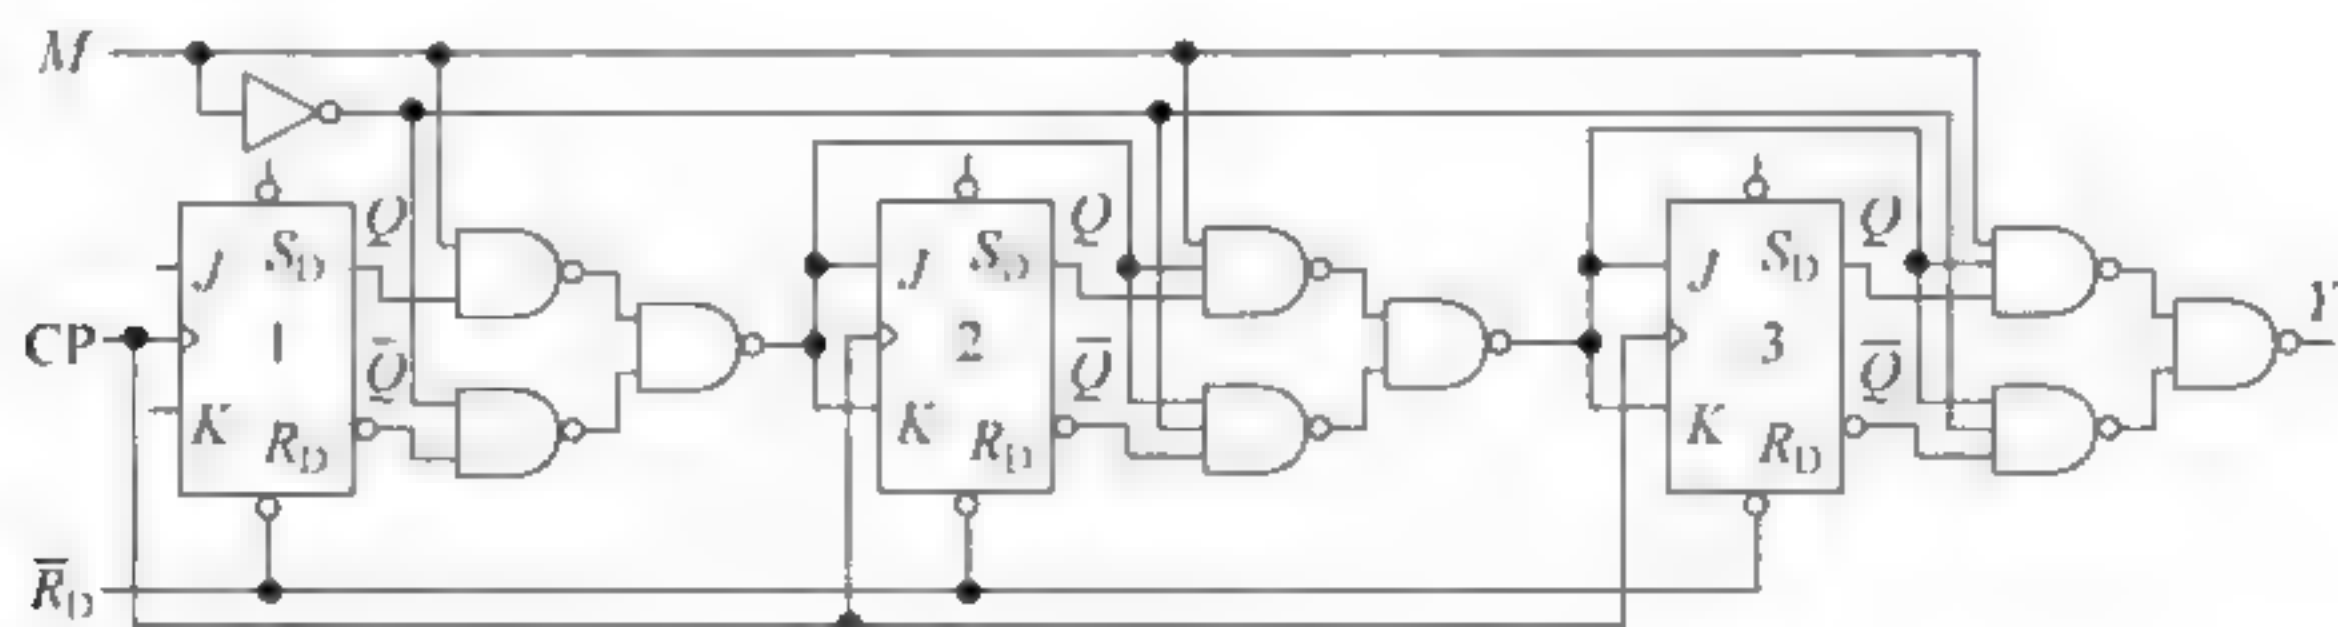 M
Q
Q
Q
J
S_D
J
S_D
J
S_D
Y
CP
1
2
3
Q̅
Q̅
Q̅
K
R_D
K
R_D
K
R_D
R̅_D